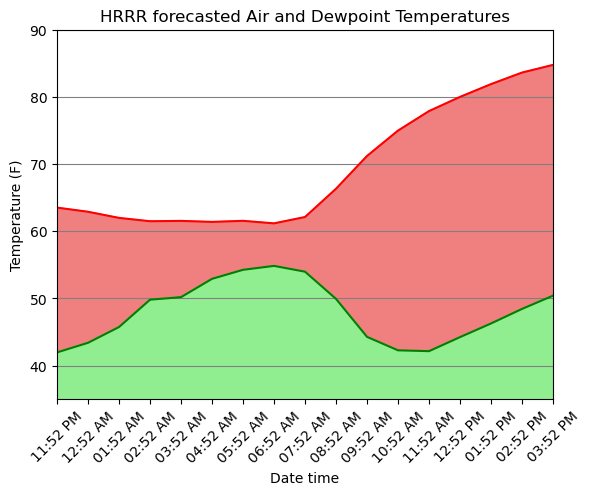 HRRR forecasted Air and Dewpoint Temperatures
90
80
70
60
50
40
Temperature (F)
11:52 PM
12:52 AM
01:52 AM
02:52 AM
03:52 AM
04:52 AM
05:52 AM
06:52 AM
07:52 AM
08:52 AM
09:52 AM
10:52 AM
11:52 AM
12:52 PM
01:52 PM
02:52 PM
03:52 PM
Date time